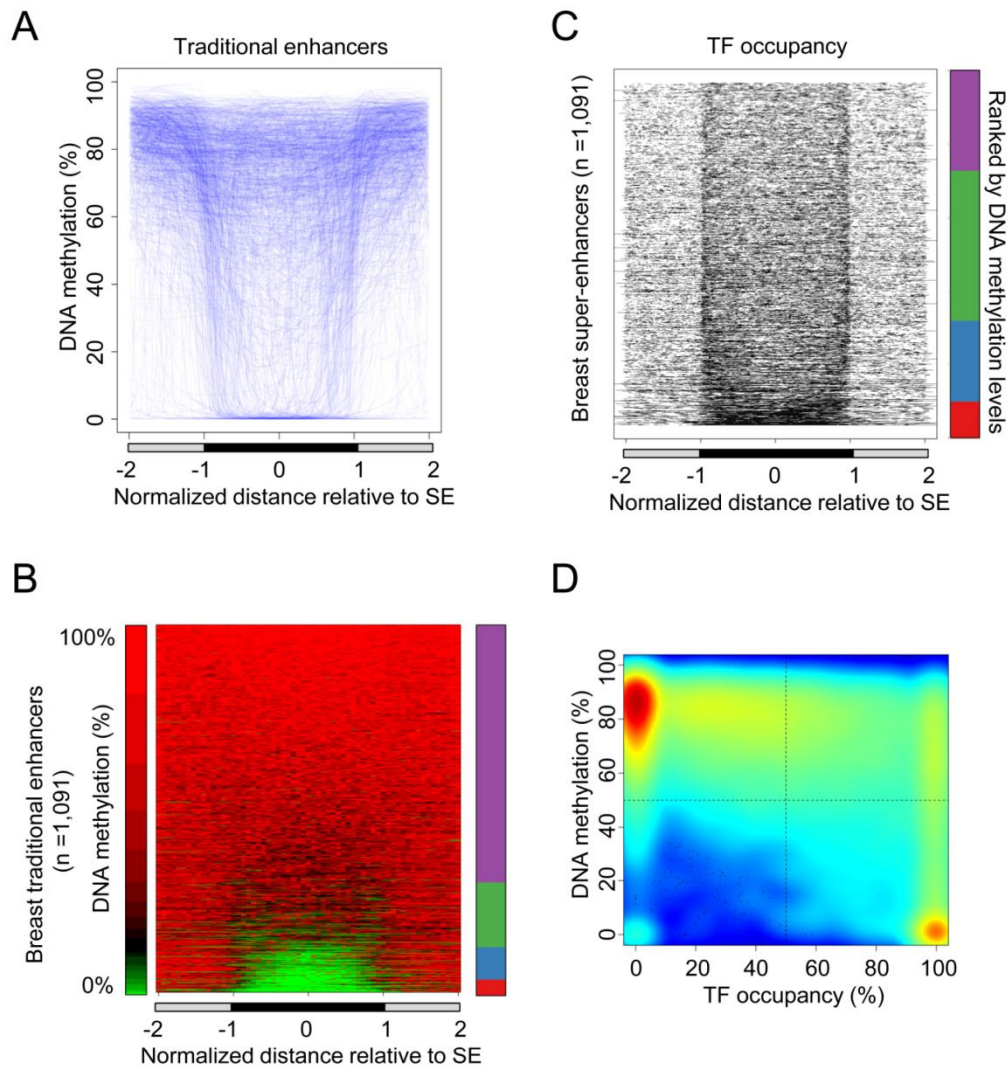 A
Traditional enhancers
DNA methylation (%)
100
80
60
40
20
0
-2 -1 0 1 2
Normalized distance relative to SE
C
TF occupancy
Breast super-enhancers (n =1,091)
Ranked by DNA methylation levels
-2 -1 0 1 2
Normalized distance relative to SE
B
Breast traditional enhancers
(n =1,091)
DNA methylation (%)
100%
0%
-2 -1 0 1 2
Normalized distance relative to SE
D
DNA methylation (%)
100
80
60
40
20
0
0 20 40 60 80 100
TF occupancy (%)